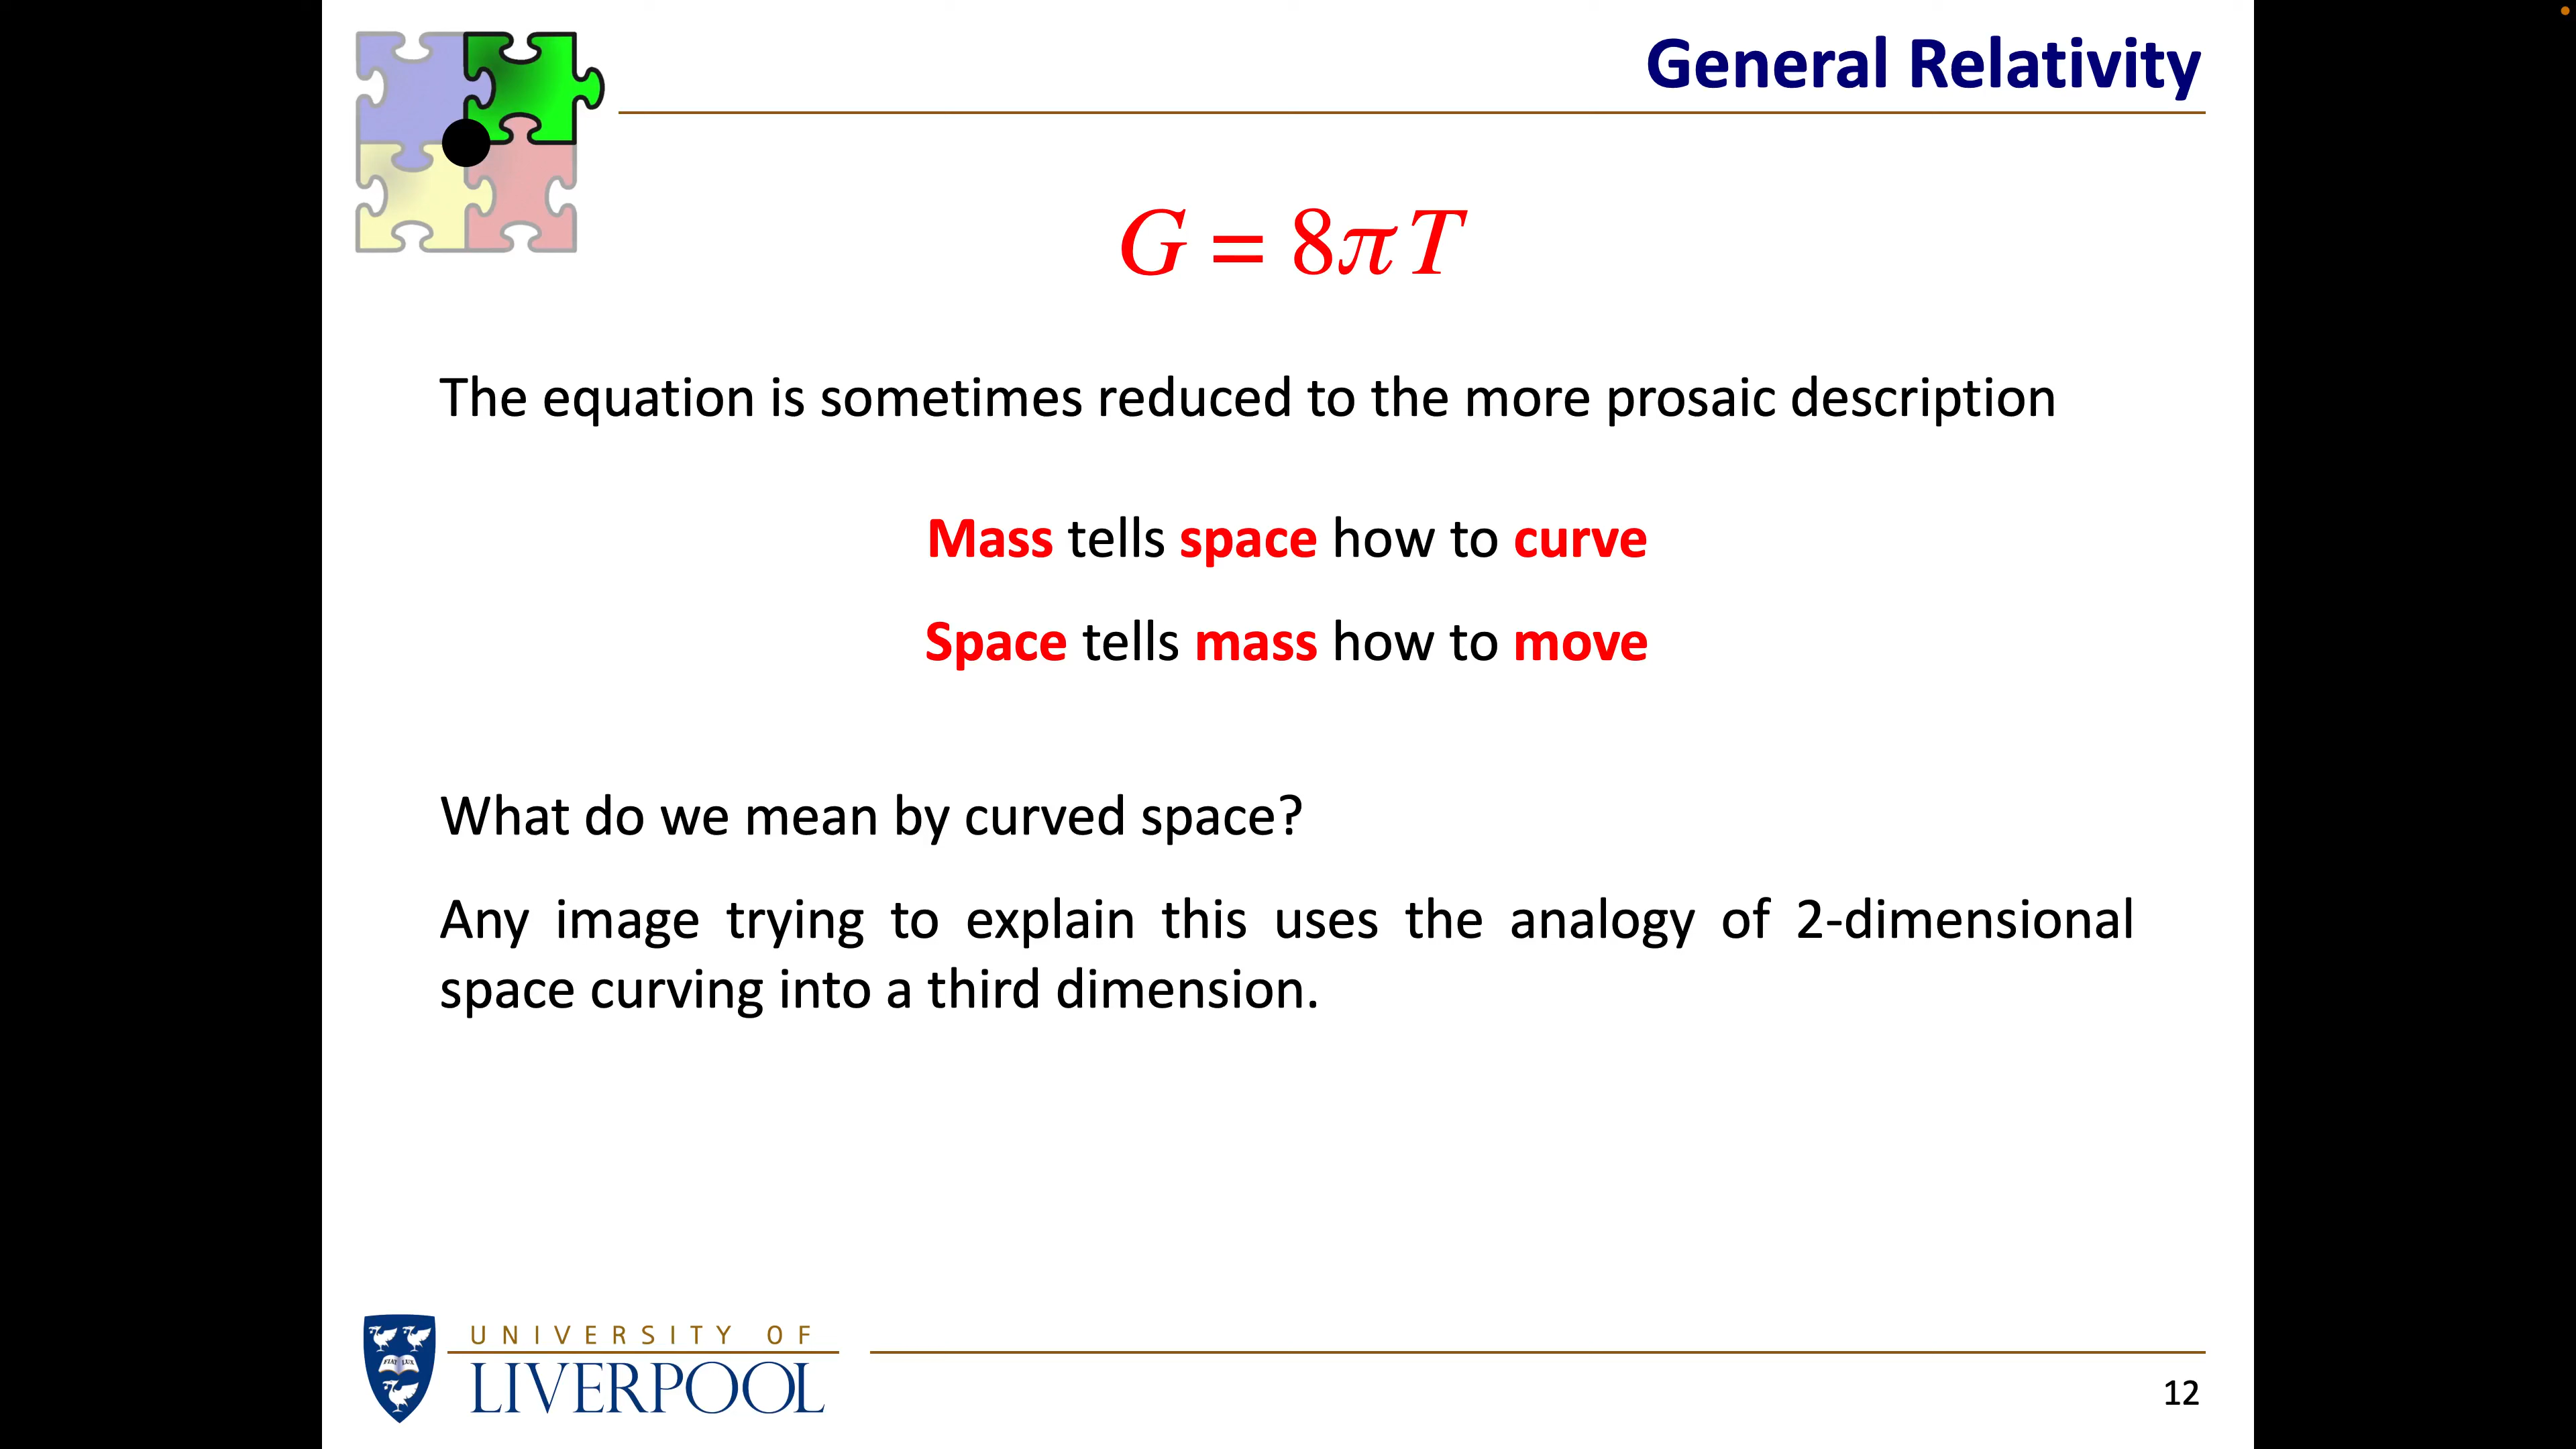 General Relativity
G = 8πT
The equation is sometimes reduced to the more prosaic description
Mass tells space how to curve
Space tells mass how to move
What do we mean by curved space?
Any image trying to explain this uses the analogy of 2-dimensional
space curving into a third dimension.
FIAT LUX
UNIVERSITY OF
LIVERPOOL
12